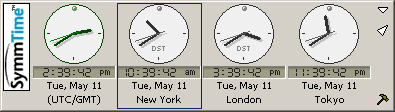 SymmTime™
2:39:42 pm
Tue, May 11
(UTC/GMT)
DST
10:39:42 am
Tue, May 11
New York
DST
3:39:42 pm
Tue, May 11
London
11:39:42 pm
Tue, May 11
Tokyo